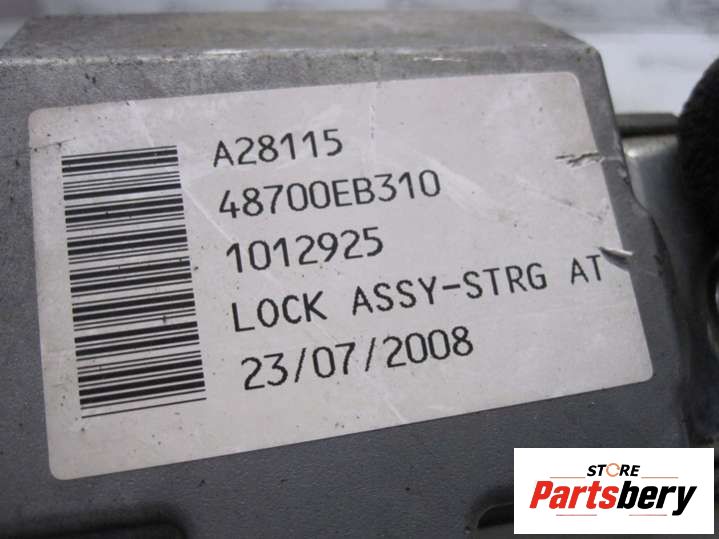 A28115
48700EB310
1012925
LOCK ASSY-STRG AT
23/07/2008
STORE
Partsbery